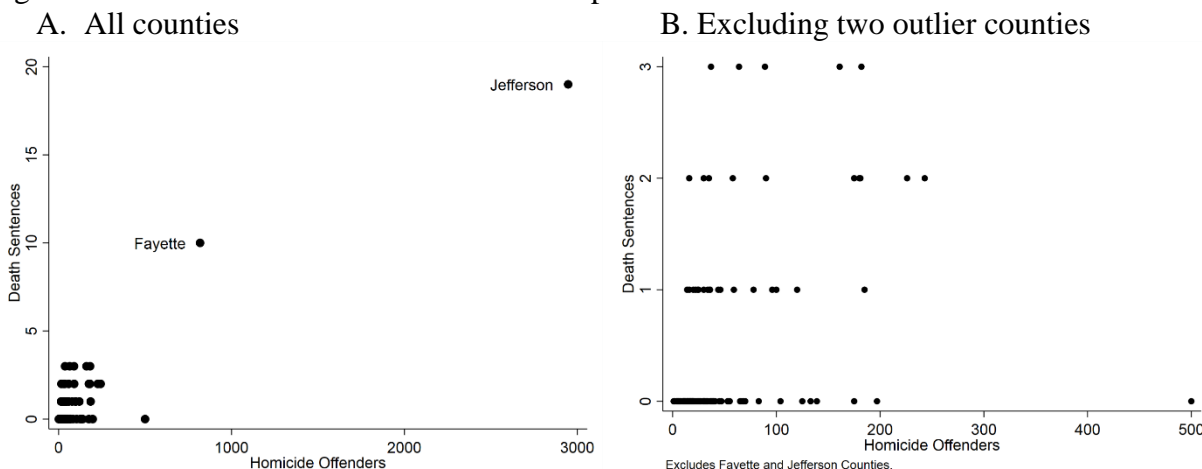 A. All counties
B. Excluding two outlier counties
20
15
10
5
0
Death Sentences
Jefferson
Fayette
0
1000
2000
3000
Homicide Offenders
3
2
1
0
Death Sentences
0
100
200
300
400
500
Homicide Offenders
Excludes Fayette and Jefferson Counties.